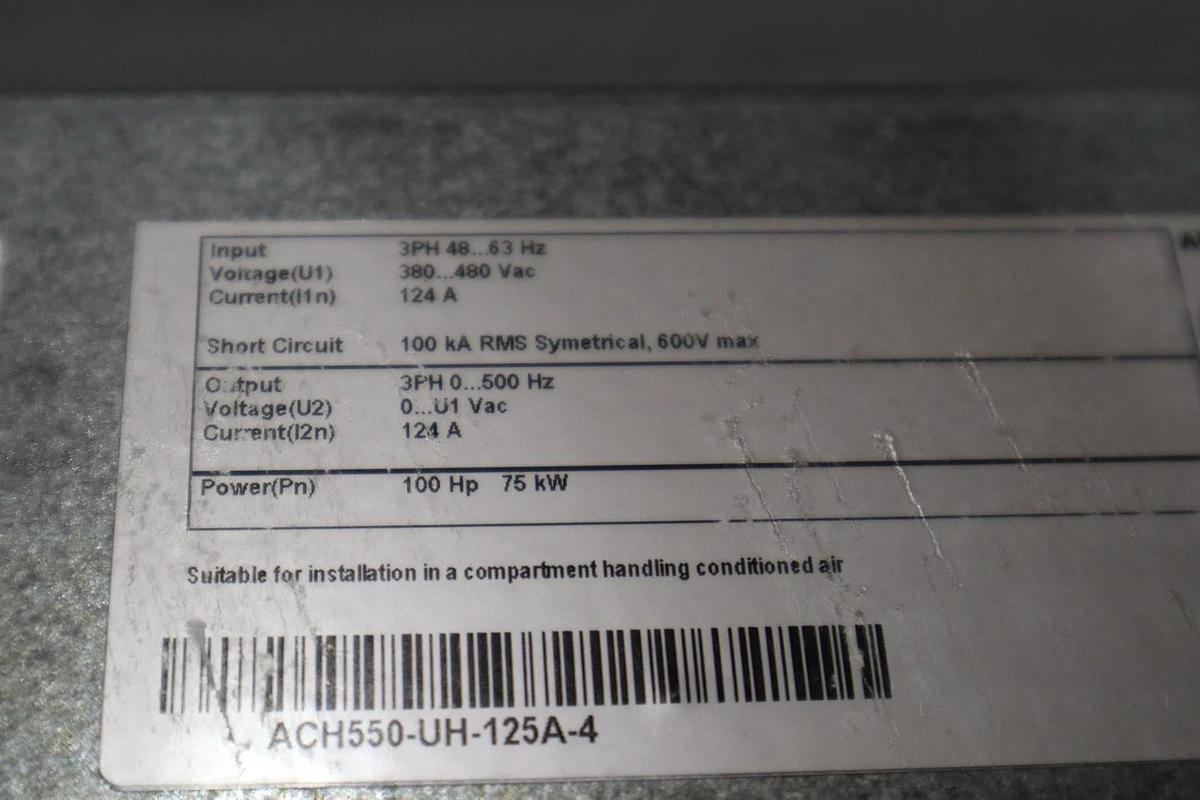 Input 3PH 48...63 Hz
Voltage(U1) 380...480 Vac
Current(I1n) 124 A
Short Circuit 100 kA RMS Symetrical, 600V max
Output 3PH 0...500 Hz
Voltage(U2) 0...U1 Vac
Current(I2n) 124 A
Power(Pn) 100 Hp 75 kW
Suitable for installation in a compartment handling conditioned air
ACH550-UH-125A-4